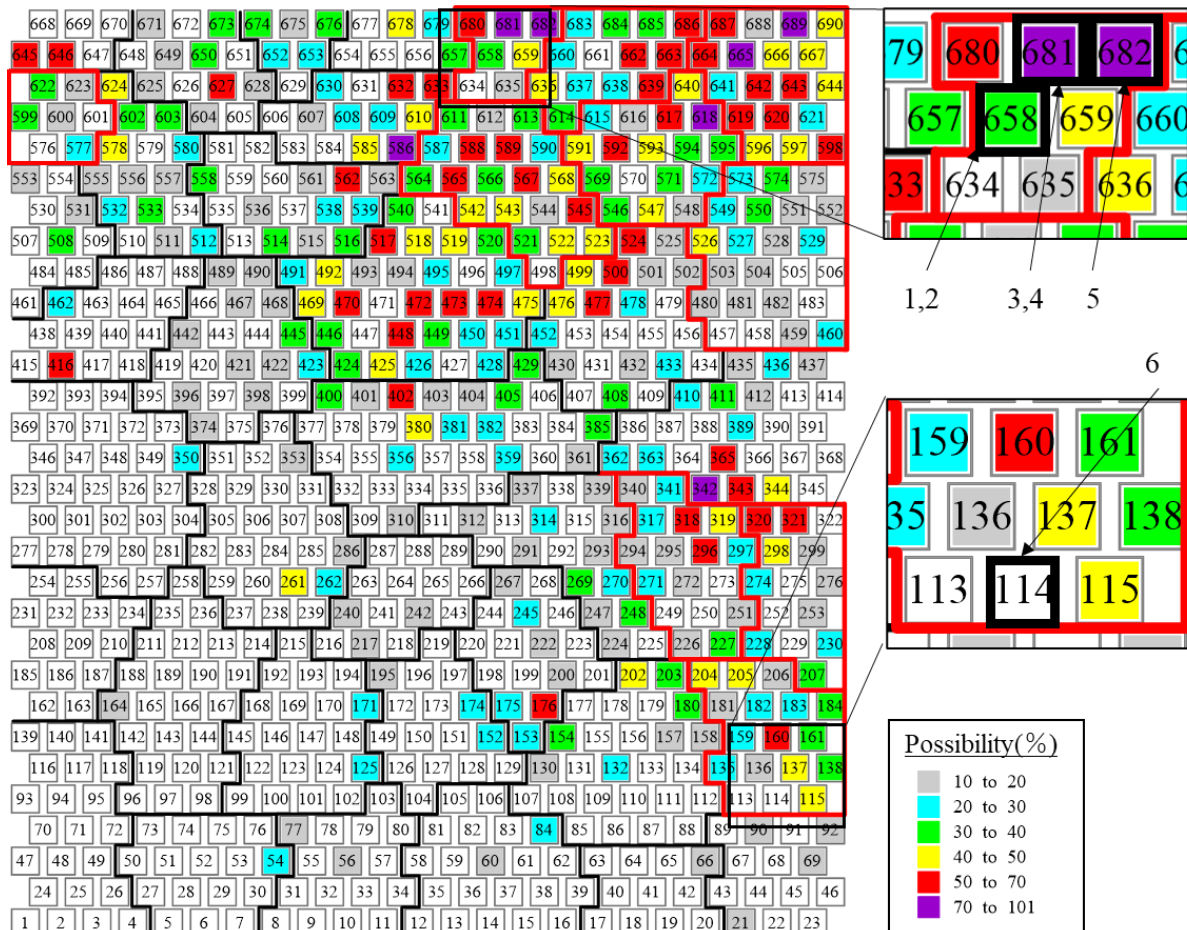 668 669 670 671 672 673 674 675 676 677 678 679 680 681 682 683 684 685 686 687 688 689 690
645 646 647 648 649 650 651 652 653 654 655 656 657 658 659 660 661 662 663 664 665 666 667
622 623 624 625 626 627 628 629 630 631 632 633 634 635 636 637 638 639 640 641 642 643 644
599 600 601 602 603 604 605 606 607 608 609 610 611 612 613 614 615 616 617 618 619 620 621
576 577 578 579 580 581 582 583 584 585 586 587 588 589 590 591 592 593 594 595 596 597 598
553 554 555 556 557 558 559 560 561 562 563 564 565 566 567 568 569 570 571 572 573 574 575
530 531 532 533 534 535 536 537 538 539 540 541 542 543 544 545 546 547 548 549 550 551 552
507 508 509 510 511 512 513 514 515 516 517 518 519 520 521 522 523 524 525 526 527 528 529
484 485 486 487 488 489 490 491 492 493 494 495 496 497 498 499 500 501 502 503 504 505 506
461 462 463 464 465 466 467 468 469 470 471 472 473 474 475 476 477 478 479 480 481 482 483
438 439 440 441 442 443 444 445 446 447 448 449 450 451 452 453 454 455 456 457 458 459 460
415 416 417 418 419 420 421 422 423 424 425 426 427 428 429 430 431 432 433 434 435 436 437
392 393 394 395 396 397 398 399 400 401 402 403 404 405 406 407 408 409 410 411 412 413 414
369 370 371 372 373 374 375 376 377 378 379 380 381 382 383 384 385 386 387 388 389 390 391
346 347 348 349 350 351 352 353 354 355 356 357 358 359 360 361 362 363 364 365 366 367 368
323 324 325 326 327 328 329 330 331 332 333 334 335 336 337 338 339 340 341 342 343 344 345
300 301 302 303 304 305 306 307 308 309 310 311 312 313 314 315 316 317 318 319 320 321 322
277 278 279 280 281 282 283 284 285 286 287 288 289 290 291 292 293 294 295 296 297 298 299
254 255 256 257 258 259 260 261 262 263 264 265 266 267 268 269 270 271 272 273 274 275 276
231 232 233 234 235 236 237 238 239 240 241 242 243 244 245 246 247 248 249 250 251 252 253
208 209 210 211 212 213 214 215 216 217 218 219 220 221 222 223 224 225 226 227 228 229 230
185 186 187 188 189 190 191 192 193 194 195 196 197 198 199 200 201 202 203 204 205 206 207
162 163 164 165 166 167 168 169 170 171 172 173 174 175 176 177 178 179 180 181 182 183 184
139 140 141 142 143 144 145 146 147 148 149 150 151 152 153 154 155 156 157 158 159 160 161
116 117 118 119 120 121 122 123 124 125 126 127 128 129 130 131 132 133 134 135 136 137 138
93 94 95 96 97 98 99 100 101 102 103 104 105 106 107 108 109 110 111 112 113 114 115
70 71 72 73 74 75 76 77 78 79 80 81 82 83 84 85 86 87 88 89 90 91 92
47 48 49 50 51 52 53 54 55 56 57 58 59 60 61 62 63 64 65 66 67 68 69
24 25 26 27 28 29 30 31 32 33 34 35 36 37 38 39 40 41 42 43 44 45 46
1 2 3 4 5 6 7 8 9 10 11 12 13 14 15 16 17 18 19 20 21 22 23
79 680 681 682 6
657 658 659 660
33 634 635 636 6
1,2 3,4 5
6
159 160 161
35 136 137 138
113 114 115
Possibility(%)
10 to 20
20 to 30
30 to 40
40 to 50
50 to 70
70 to 101